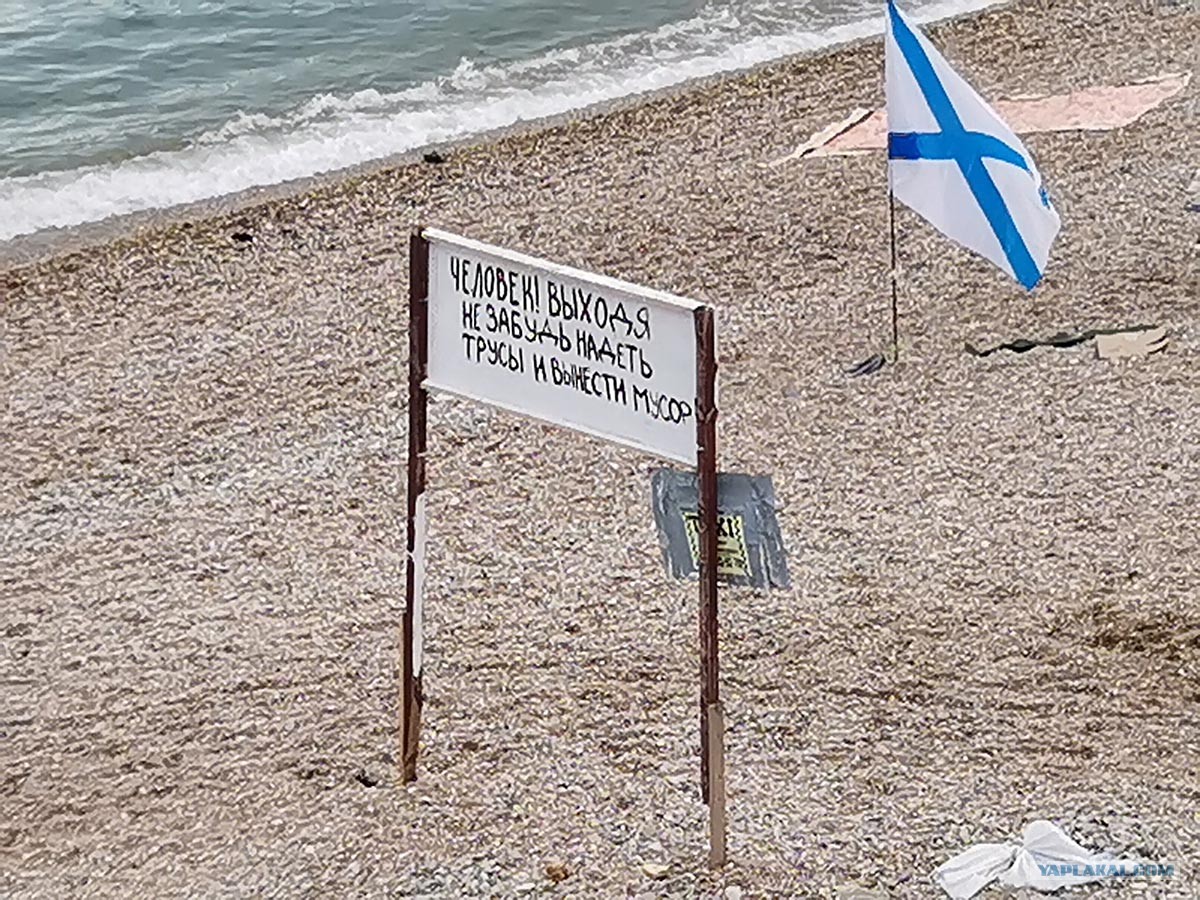 ЧЕЛОВЕК! ВЫХОДЯ
НЕ ЗАБУДЬ НАДЕТЬ
ТРУСЫ И ВЫНЕСТИ МУСОР
YAPLAKAL.COM